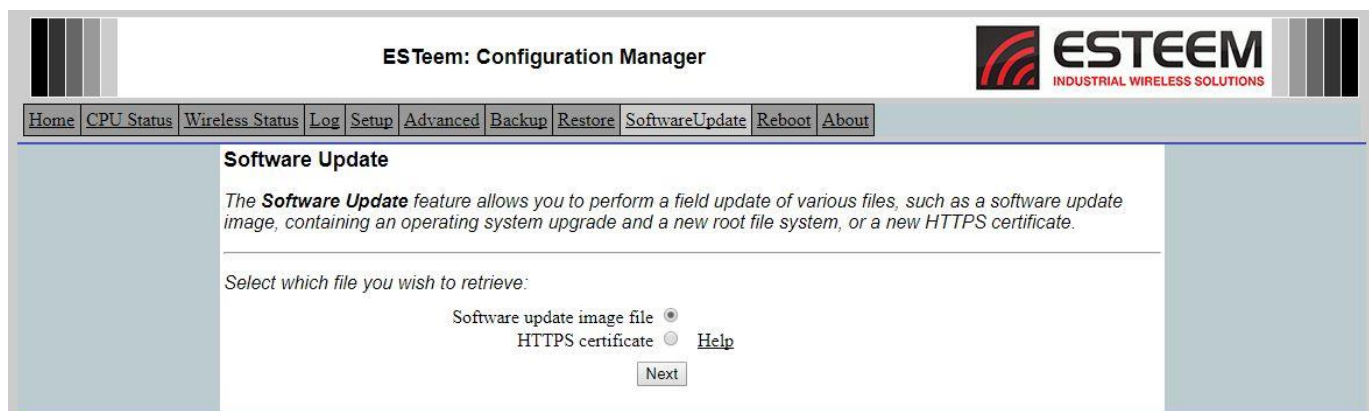 ESTeem: Configuration Manager
ESTEEM
INDUSTRIAL WIRELESS SOLUTIONS
Home CPU Status Wireless Status Log Setup Advanced Backup Restore SoftwareUpdate Reboot About
Software Update
The Software Update feature allows you to perform a field update of various files, such as a software update
image, containing an operating system upgrade and a new root file system, or a new HTTPS certificate.
Select which file you wish to retrieve:
Software update image file
HTTPS certificate Help
Next